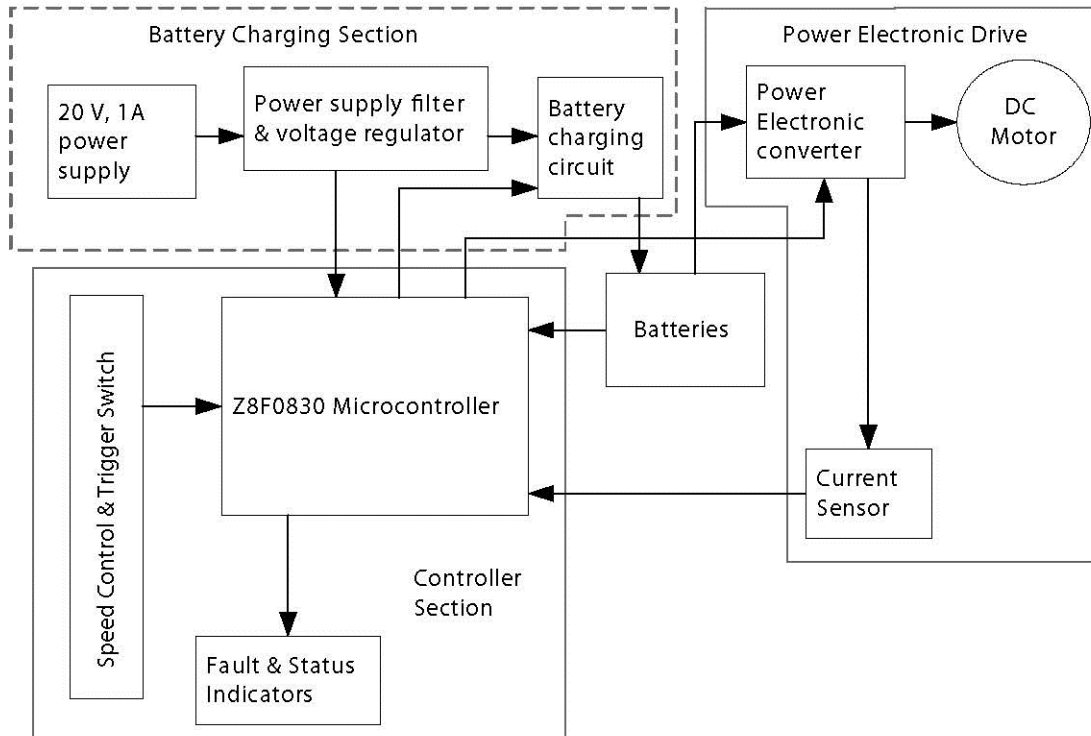 Battery Charging Section
20 V, 1A
power
supply
Power supply filter
& voltage regulator
Battery
charging
circuit
Power Electronic Drive
Power
Electronic
converter
DC
Motor
Batteries
Speed Control & Trigger Switch
Z8F0830 Microcontroller
Current
Sensor
Controller
Section
Fault & Status
Indicators